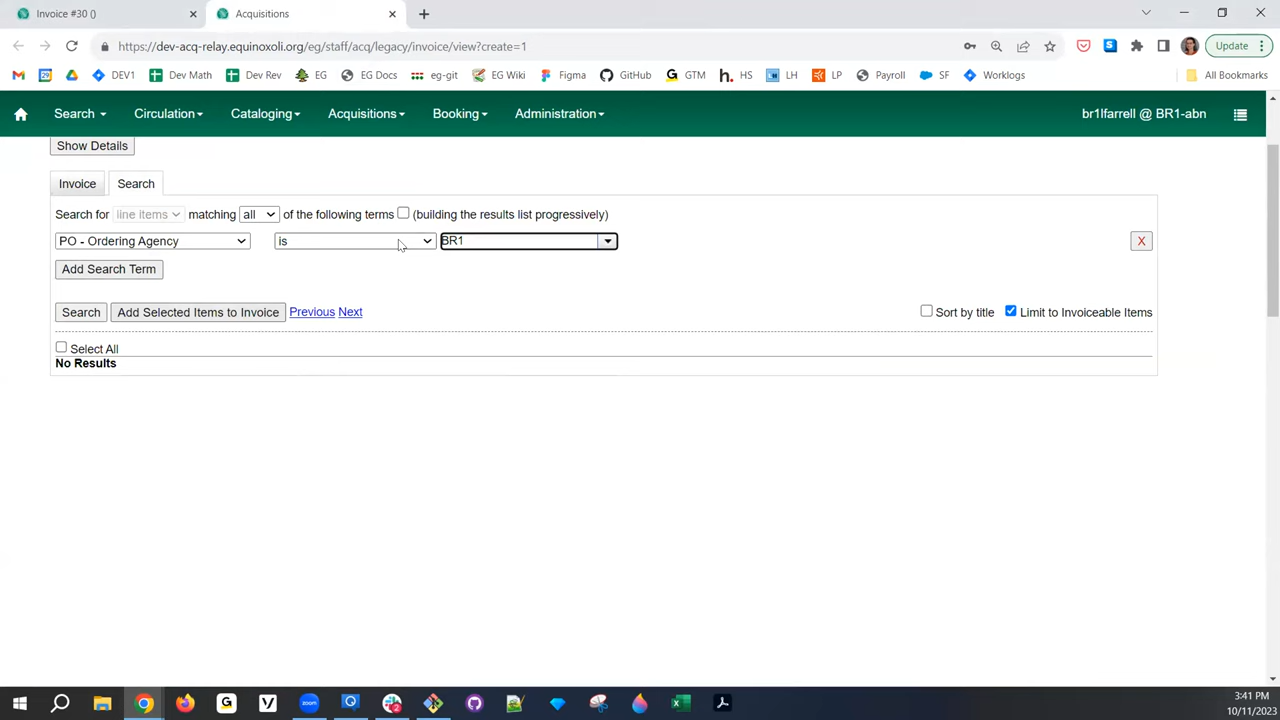 Invoice #30 ()
Acquisitions
https://dev-acq-relay.equinoxoli.org/eg/staff/acq/legacy/invoice/view?create=1
Update
DEV1 Dev Math Dev Rev EG EG Docs eg-git EG Wiki Figma GitHub GTM HS LH LP Payroll SF Worklogs All Bookmarks
Search Circulation Cataloging Acquisitions Booking Administration br1lfarrell @ BR1-abn
Show Details
Invoice Search
Search for line items matching all of the following terms (building the results list progressively)
PO - Ordering Agency is BR1 X
Add Search Term
Search Add Selected Items to Invoice Previous Next Sort by title Limit to Invoiceable Items
Select All
No Results
zoom
3:41 PM
10/11/2023